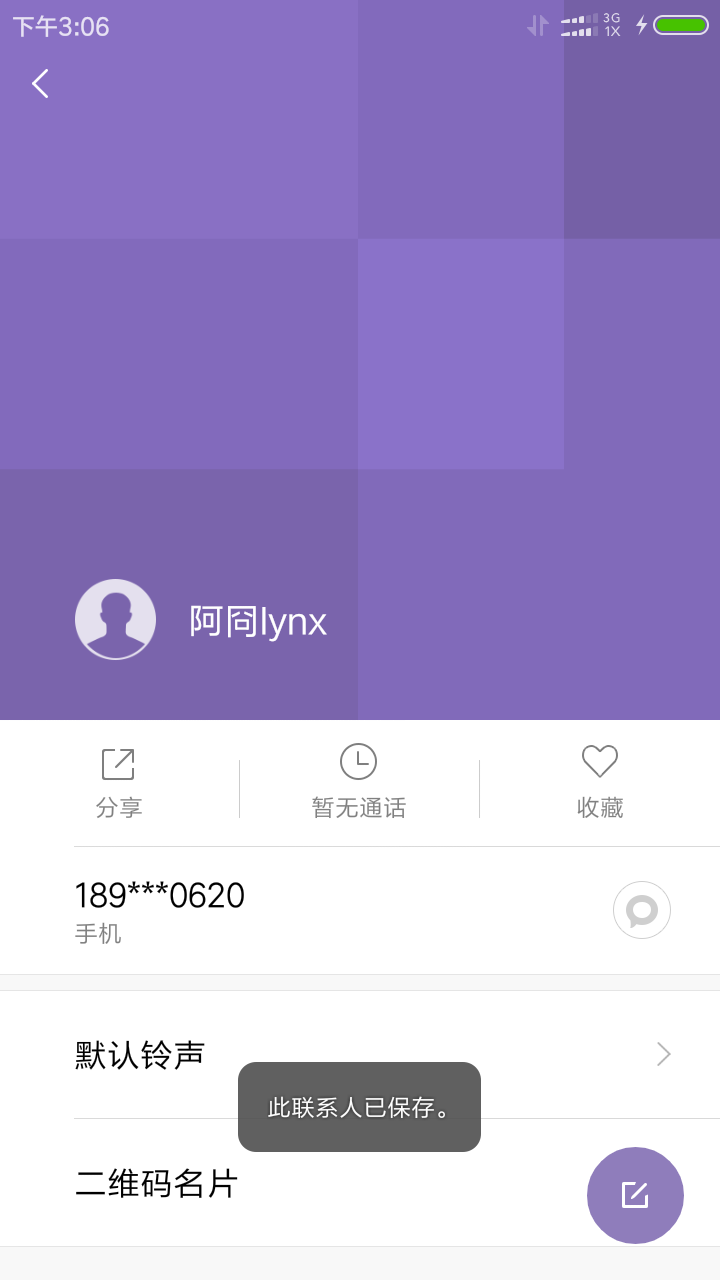 下午3:06
3G
1X
阿冏lynx
分享
暂无通话
收藏
189***0620
手机
默认铃声
此联系人已保存。
二维码名片